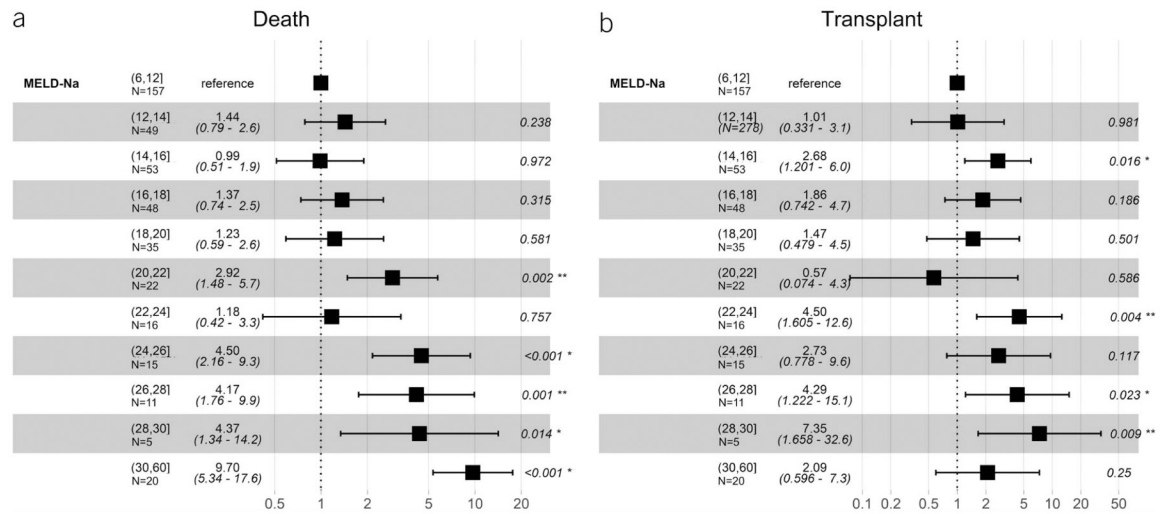 a
Death
MELD-Na
(6,12]
N=157
reference
(12,14]
N=49
1.44
(0.79 - 2.6)
0.238
(14,16]
N=53
0.99
(0.51 - 1.9)
0.972
(16,18]
N=48
1.37
(0.74 - 2.5)
0.315
(18,20]
N=35
1.23
(0.59 - 2.6)
0.581
(20,22]
N=22
2.92
(1.48 - 5.7)
0.002 **
(22,24]
N=16
1.18
(0.42 - 3.3)
0.757
(24,26]
N=15
4.50
(2.16 - 9.3)
<0.001 *
(26,28]
N=11
4.17
(1.76 - 9.9)
0.001 **
(28,30]
N=5
4.37
(1.34 - 14.2)
0.014 *
(30,60]
N=20
9.70
(5.34 - 17.6)
<0.001 *
0.5 1 2 5 10 20
b
Transplant
MELD-Na
(6,12]
N=157
reference
(12,14]
(N=278)
1.01
(0.331 - 3.1)
0.981
(14,16]
N=53
2.68
(1.201 - 6.0)
0.016 *
(16,18]
N=48
1.86
(0.742 - 4.7)
0.186
(18,20]
N=35
1.47
(0.479 - 4.5)
0.501
(20,22]
N=22
0.57
(0.074 - 4.3)
0.586
(22,24]
N=16
4.50
(1.605 - 12.6)
0.004 **
(24,26]
N=15
2.73
(0.778 - 9.6)
0.117
(26,28]
N=11
4.29
(1.222 - 15.1)
0.023 *
(28,30]
N=5
7.35
(1.658 - 32.6)
0.009 **
(30,60]
N=20
2.09
(0.596 - 7.3)
0.25
0.1 0.5 1 2 5 10 20 50